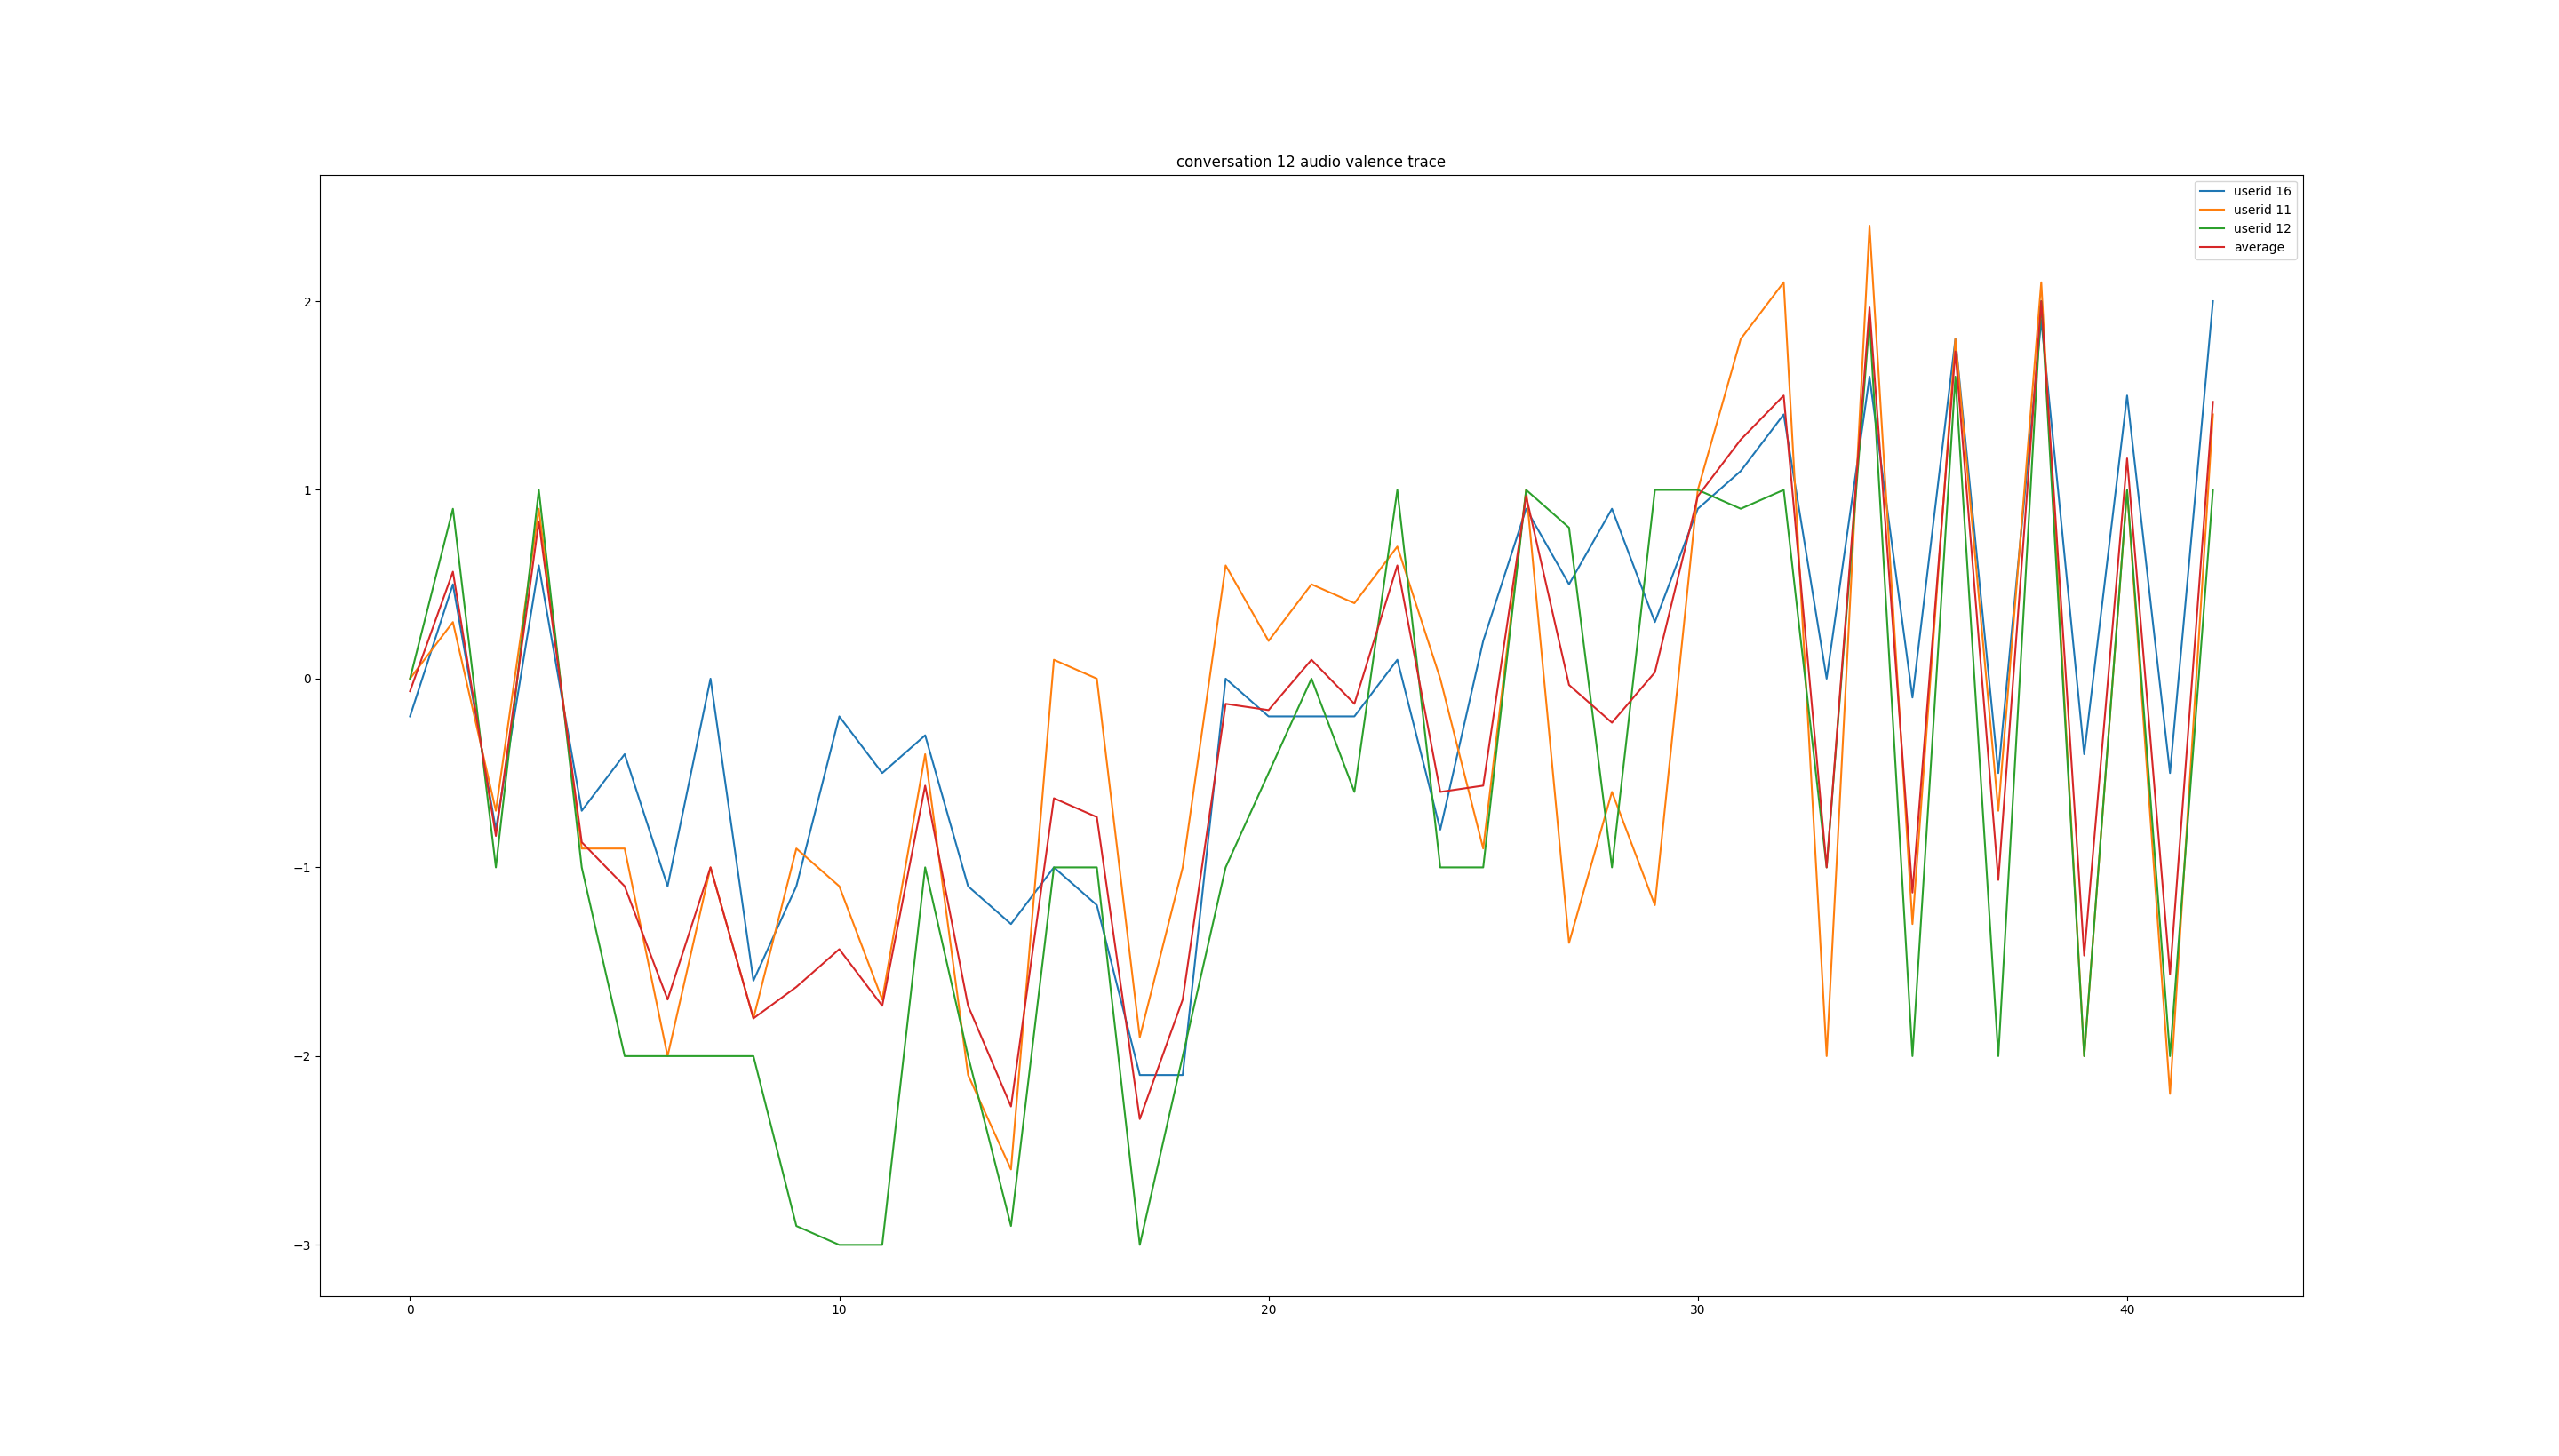 conversation 12 audio valence trace
userid 16
userid 11
userid 12
average
2
1
0
−1
−2
−3
0 10 20 30 40